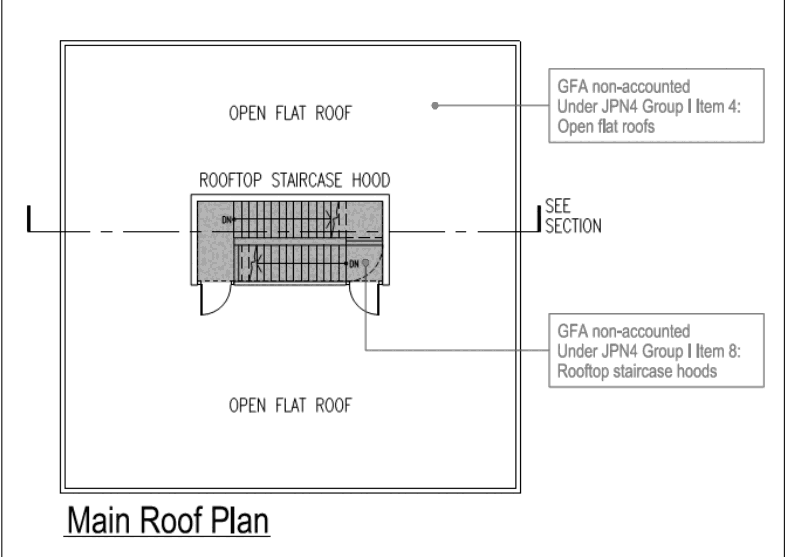 OPEN FLAT ROOF
GFA non-accounted
Under JPN4 Group I Item 4:
Open flat roofs
ROOFTOP STAIRCASE HOOD
DN
DN
SEE
SECTION
GFA non-accounted
Under JPN4 Group I Item 8:
Rooftop staircase hoods
OPEN FLAT ROOF
Main Roof Plan